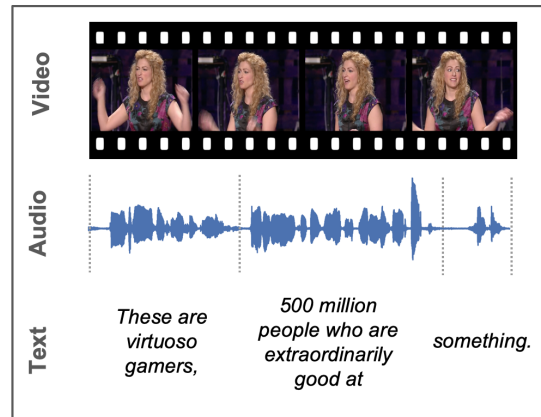 Video
Audio
Text
These are
virtuoso
gamers,
500 million
people who are
extraordinarily
good at
something.